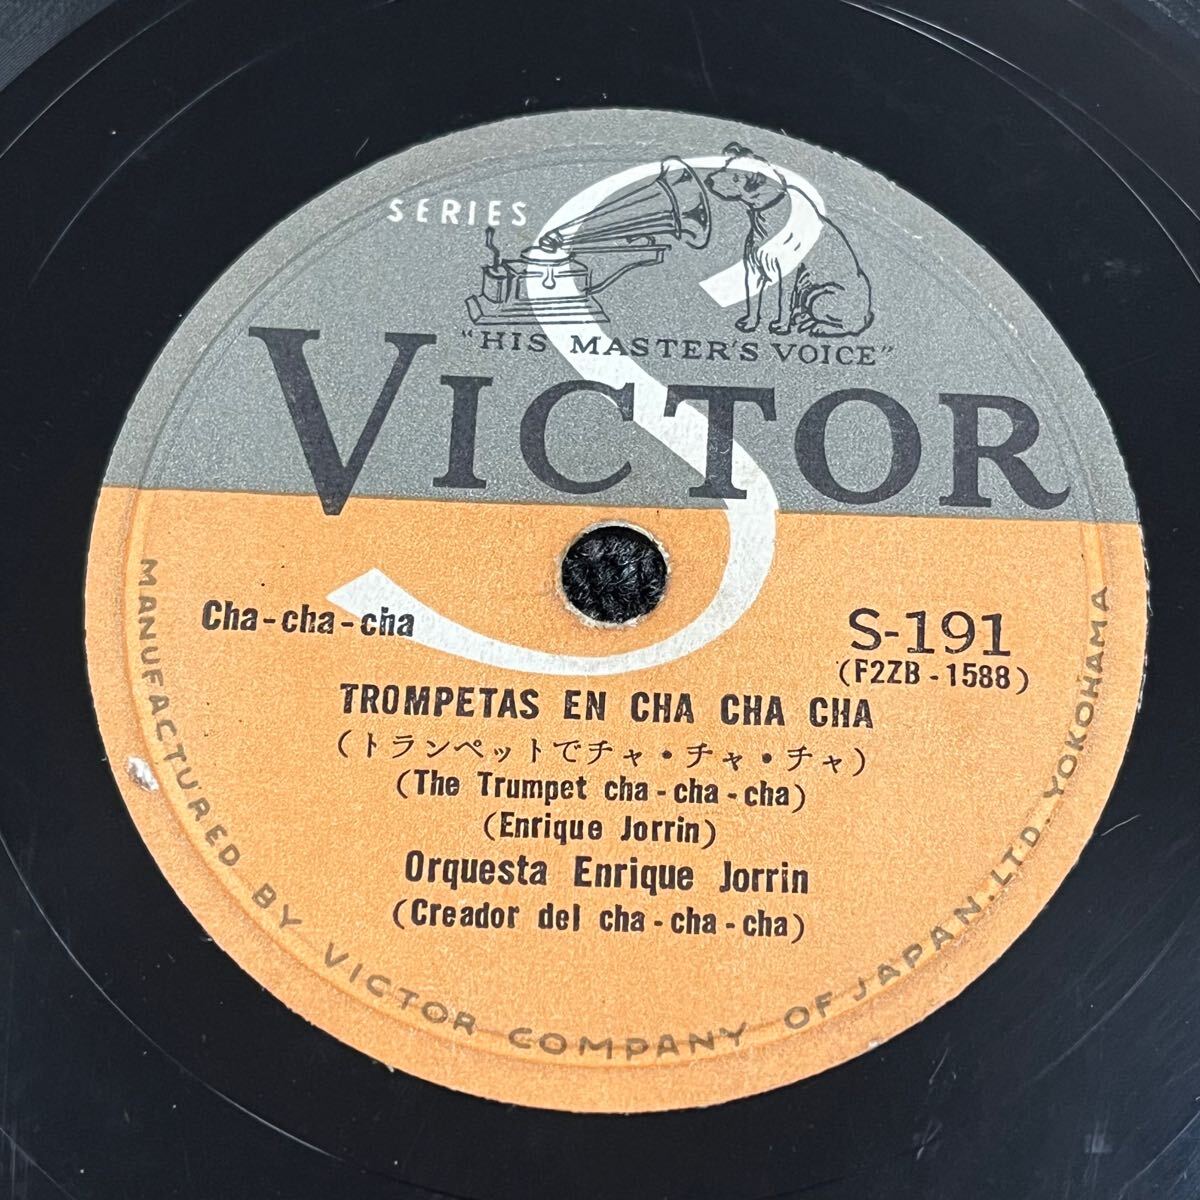 SERIES
S
"HIS MASTER'S VOICE"
VICTOR
Cha-cha-cha
S-191
(F2ZB-1588)
TROMPETAS EN CHA CHA CHA
(トランペットでチャ・チャ・チャ)
(The Trumpet cha-cha-cha)
(Enrique Jorrin)
Orquesta Enrique Jorrin
(Creador del cha-cha-cha)
MANUFACTURED BY VICTOR COMPANY OF JAPAN. LTD. YOKOHAMA